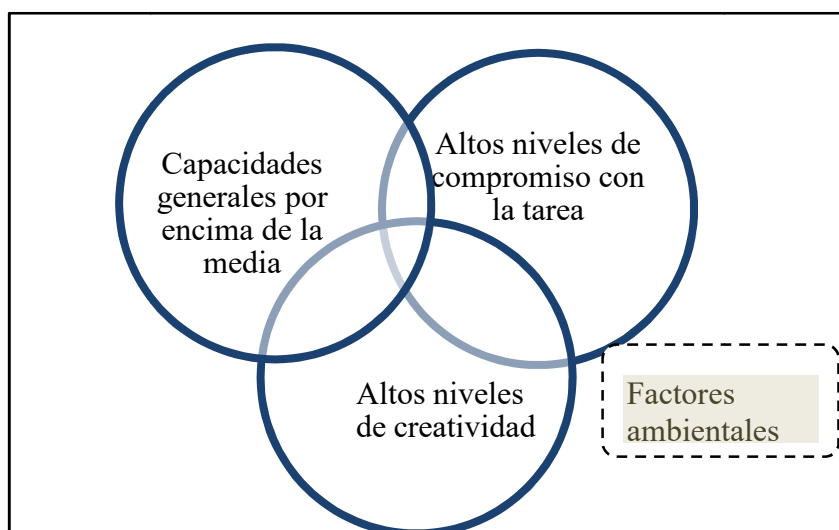 Capacidades
generales por
encima de la
media
Altos niveles de
compromiso con
la tarea
Altos niveles
de creatividad
Factores
ambientales